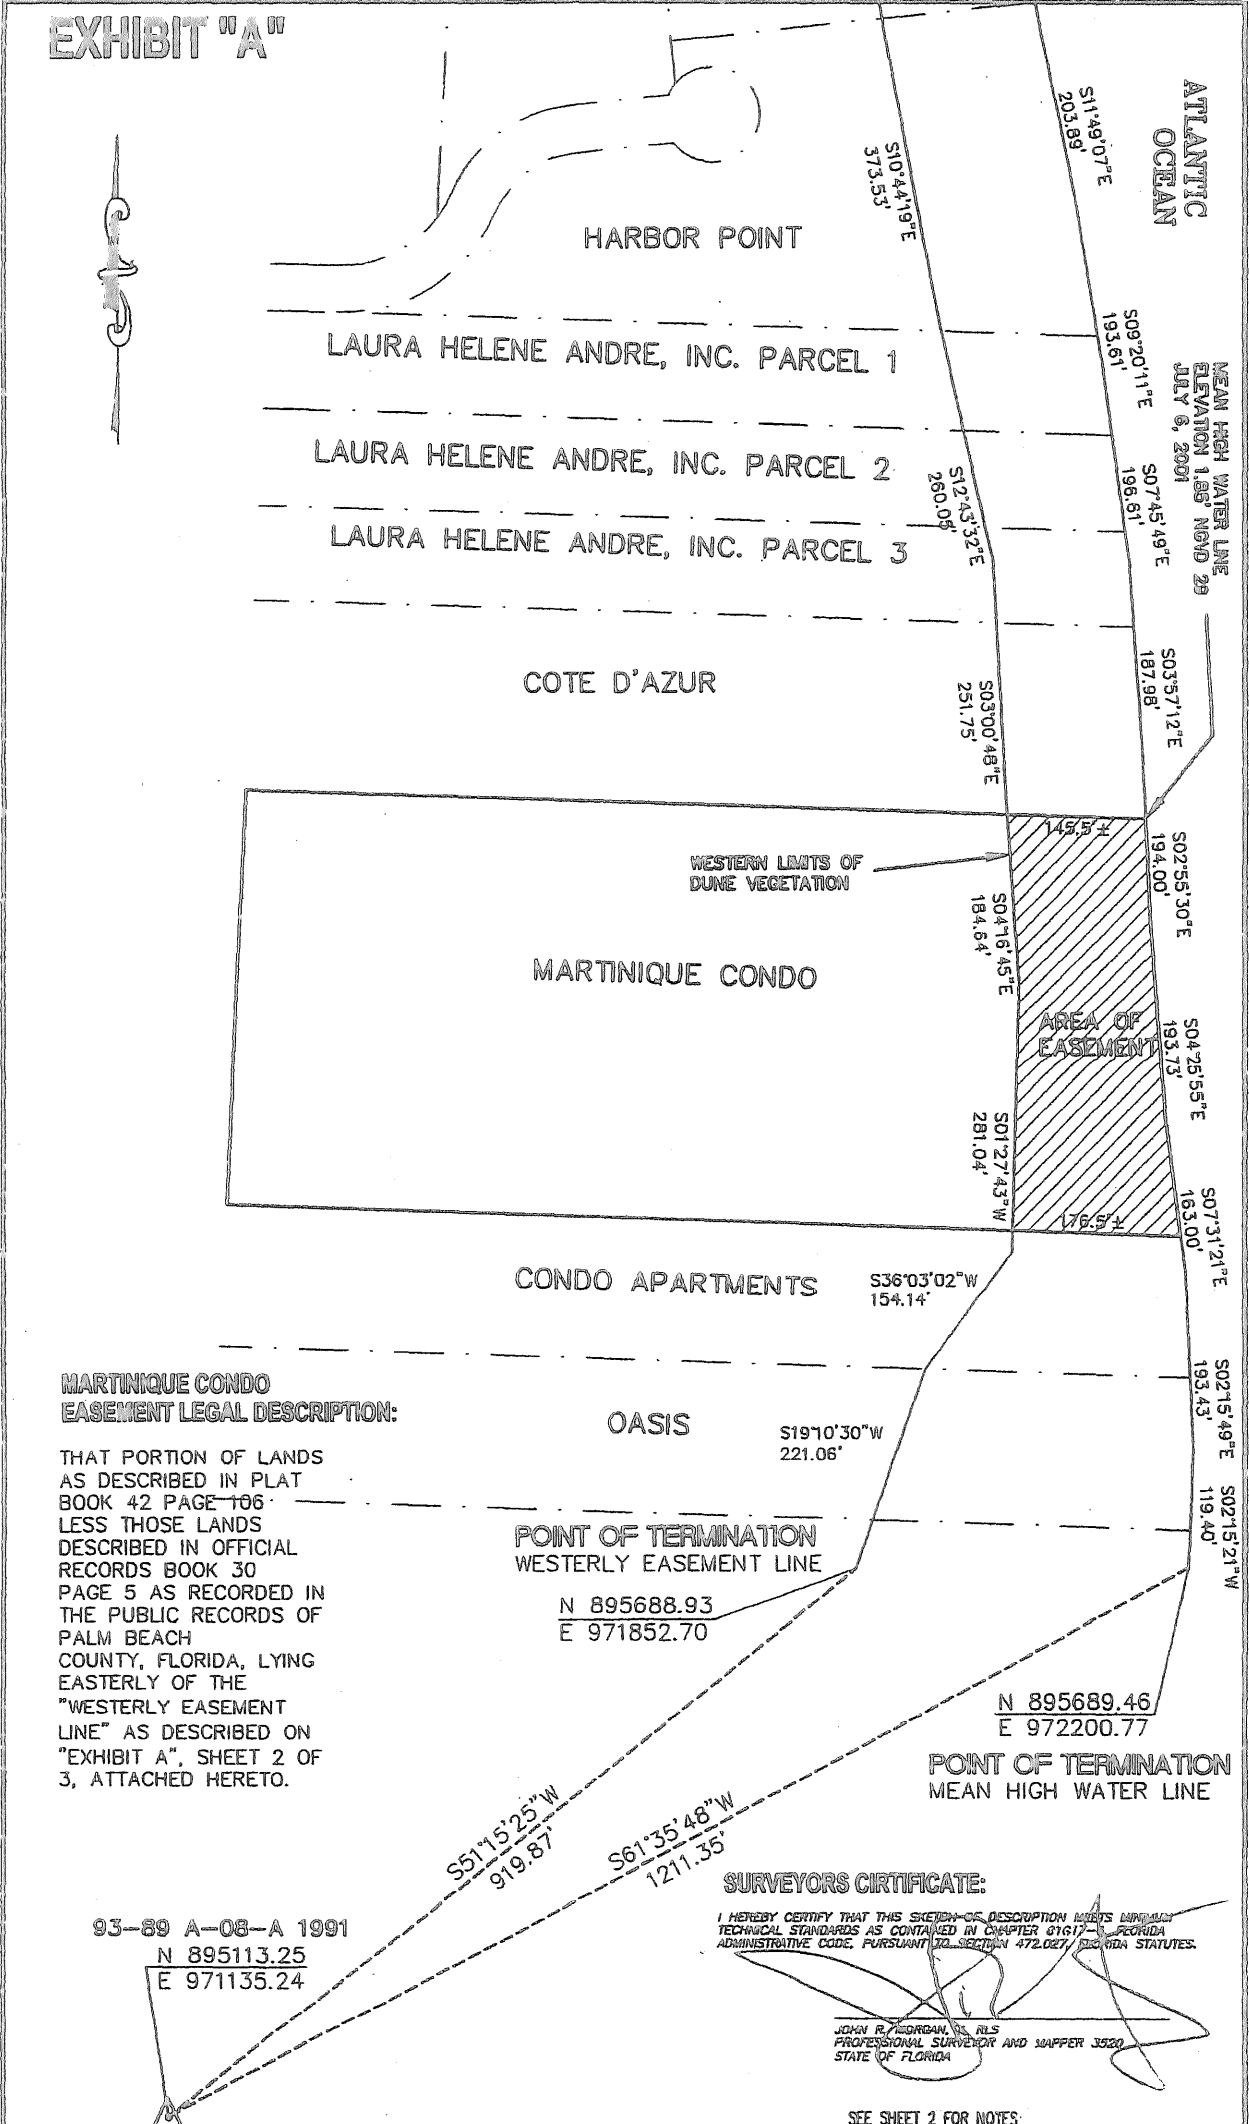 EXHIBIT "A"
ATLANTIC
OCEAN
S11°49'07"E
203.89'
S10°44'19"E
373.53'
HARBOR POINT
S09°20'11"E
193.61'
LAURA HELENE ANDRE, INC. PARCEL 1
MEAN HIGH WATER LINE
ELEVATION 1.85' NGVD 29
JULY 6, 2001
LAURA HELENE ANDRE, INC. PARCEL 2
S12°43'32"E
260.05'
S07°45'49"E
196.61'
LAURA HELENE ANDRE, INC. PARCEL 3
COTE D'AZUR
S03°00'48"E
251.75'
S03°57'12"E
187.98'
145.5'±
WESTERN LIMITS OF
DUNE VEGETATION
S02°55'30"E
194.00'
S04°16'45"E
184.64'
MARTINIQUE CONDO
AREA OF
EASEMENT
S04°25'55"E
193.73'
S01°27'43"W
281.04'
176.5'±
S07°31'21"E
163.00'
CONDO APARTMENTS
S36°03'02"W
154.14'
S02°15'49"E
193.43'
MARTINIQUE CONDO
EASEMENT LEGAL DESCRIPTION:
OASIS
S19°10'30"W
221.06'
THAT PORTION OF LANDS
AS DESCRIBED IN PLAT
BOOK 42 PAGE 106
LESS THOSE LANDS
DESCRIBED IN OFFICIAL
RECORDS BOOK 30
PAGE 5 AS RECORDED IN
THE PUBLIC RECORDS OF
PALM BEACH
COUNTY, FLORIDA, LYING
EASTERLY OF THE
"WESTERLY EASEMENT
LINE" AS DESCRIBED ON
"EXHIBIT A", SHEET 2 OF
3, ATTACHED HERETO.
S02°15'21"W
119.40'
POINT OF TERMINATION
WESTERLY EASEMENT LINE
N 895688.93
E 971852.70
N 895689.46
E 972200.77
POINT OF TERMINATION
MEAN HIGH WATER LINE
S51°15'25"W
919.87'
S61°35'48"W
1211.35'
SURVEYORS CIRTIFICATE:
I HEREBY CERTIFY THAT THIS SKETCH OF DESCRIPTION MEETS MINIMUM
TECHNICAL STANDARDS AS CONTAINED IN CHAPTER 61G17- FLORIDA
ADMINISTRATIVE CODE, PURSUANT TO SECTION 472.027, FLORIDA STATUTES.
93-89 A-08-A 1991
N 895113.25
E 971135.24
JOHN R. MORGAN, RLS
PROFESSIONAL SURVEYOR AND MAPPER 3520
STATE OF FLORIDA
SEE SHEET 2 FOR NOTES: